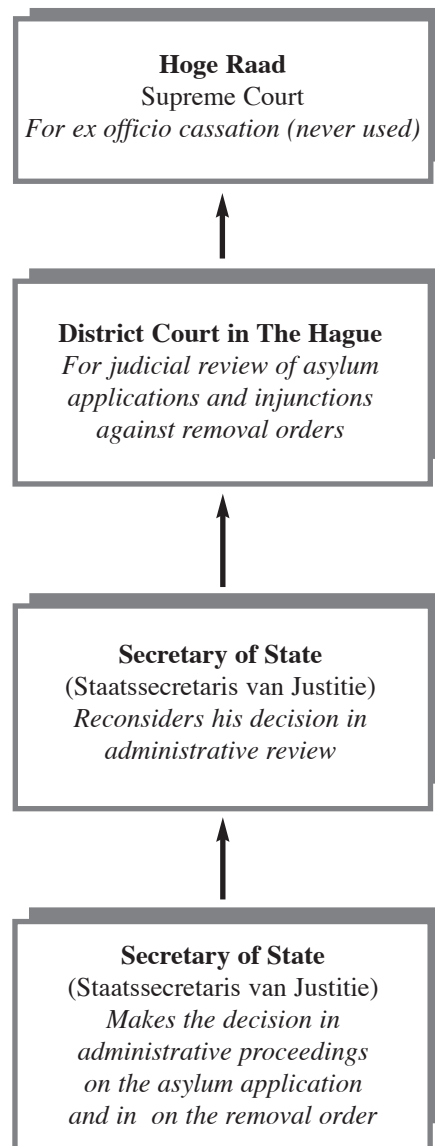 Hoge Raad
Supreme Court
For ex officio cassation (never used)
District Court in The Hague
For judicial review of asylum
applications and injunctions
against removal orders
Secretary of State
(Staatssecretaris van Justitie)
Reconsiders his decision in
administrative review
Secretary of State
(Staatssecretaris van Justitie)
Makes the decision in
administrative proceedings
on the asylum application
and in  on the removal order